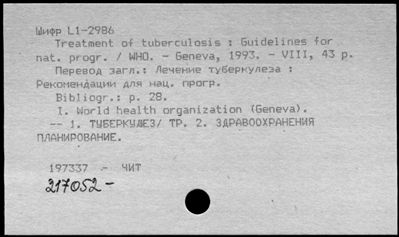 Шифр L1-2986
Treatment of tuberculosis : Guidelines for
nat. progr. / WHO. - Geneva, 1993. - VIII, 43 p.
Перевод загл.: Лечение туберкулеза :
Рекомендации для нац. прогр.
Bibliogr.: p. 28.
I. World health organization (Geneva).
-- 1. ТУБЕРКУЛЕЗ/ ТР. 2. ЗДРАВООХРАНЕНИЯ
ПЛАНИРОВАНИЕ.
197337 .- ЧИТ
217052 -